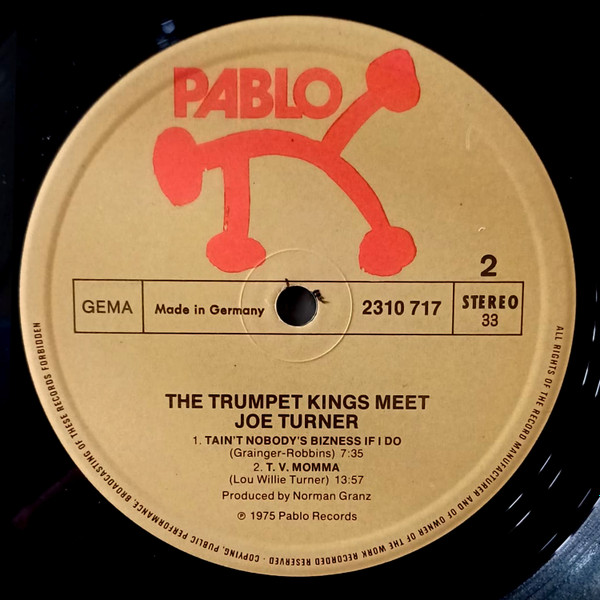 PABLO
2
GEMA
Made in Germany
2310 717
STEREO
33
THE TRUMPET KINGS MEET
JOE TURNER
1. TAIN'T NOBODY'S BIZNESS IF I DO
(Grainger-Robbins) 7:35
2. T. V. MOMMA
(Lou Willie Turner) 13:57
Produced by Norman Granz
℗ 1975 Pablo Records
ALL RIGHTS OF THE RECORD MANUFACTURER AND OF OWNER OF THE WORK RECORDED RESERVED · COPYING, PUBLIC PERFORMANCE, BROADCASTING OF THESE RECORDS FORBIDDEN